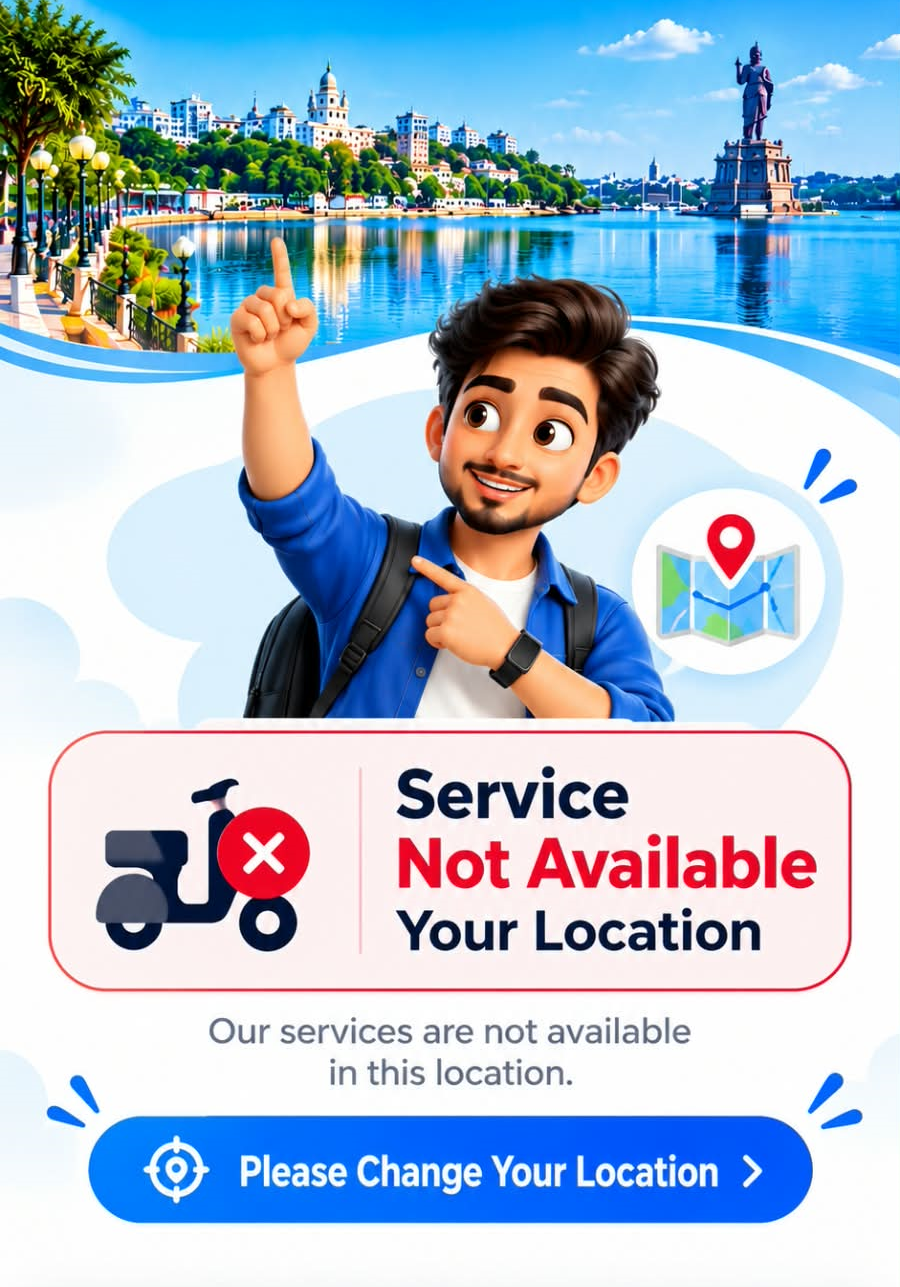 Service
Not Available
Your Location
Our services are not available
in this location.
Please Change Your Location